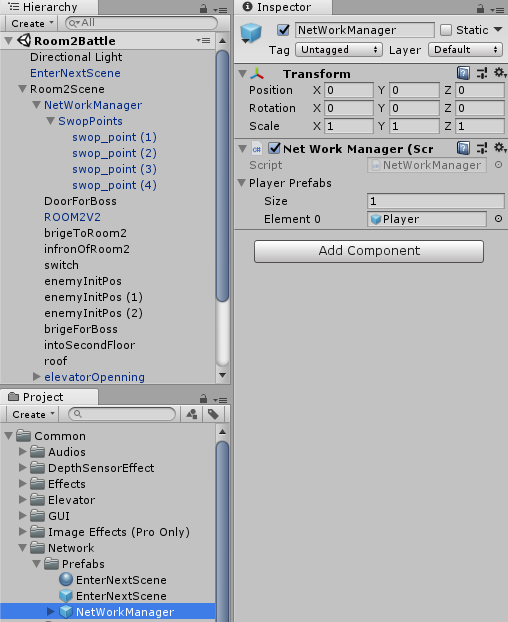 Hierarchy
Create
All
Room2Battle
Directional Light
EnterNextScene
Room2Scene
NetWorkManager
SwopPoints
swop_point (1)
swop_point (2)
swop_point (3)
swop_point (4)
DoorForBoss
ROOM2V2
brigeToRoom2
infronOfRoom2
switch
enemyInitPos
enemyInitPos (1)
enemyInitPos (2)
brigeForBoss
intoSecondFloor
roof
elevatorOpenning
Project
Create
Common
Audios
DepthSensorEffect
Effects
Elevator
GUI
Image Effects (Pro Only)
Network
Prefabs
EnterNextScene
EnterNextScene
NetWorkManager
Inspector
NetWorkManager Static
Tag Untagged Layer Default
Transform
Position X 0 Y 0 Z 0
Rotation X 0 Y 0 Z 0
Scale X 1 Y 1 Z 1
Net Work Manager (Scr
Script NetWorkManager
Player Prefabs
Size 1
Element 0 Player
Add Component